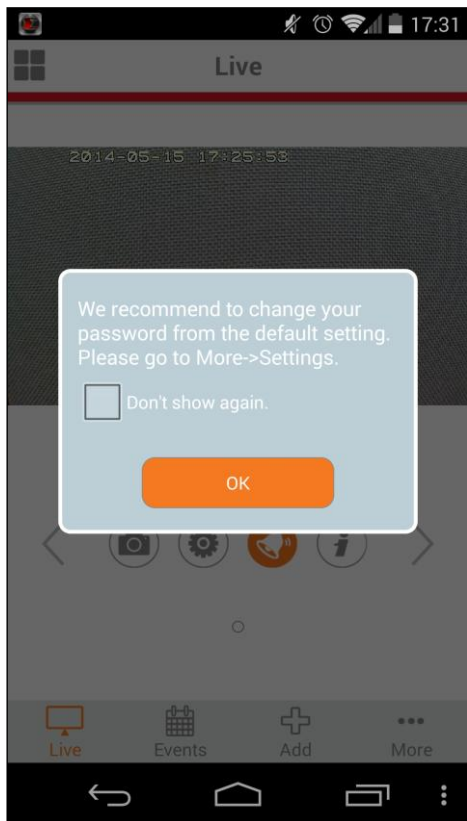 17:31
Live
2014-05-15 17:25:53
We recommend to change your
password from the default setting.
Please go to More->Settings.
Don't show again.
OK
Live Events Add More